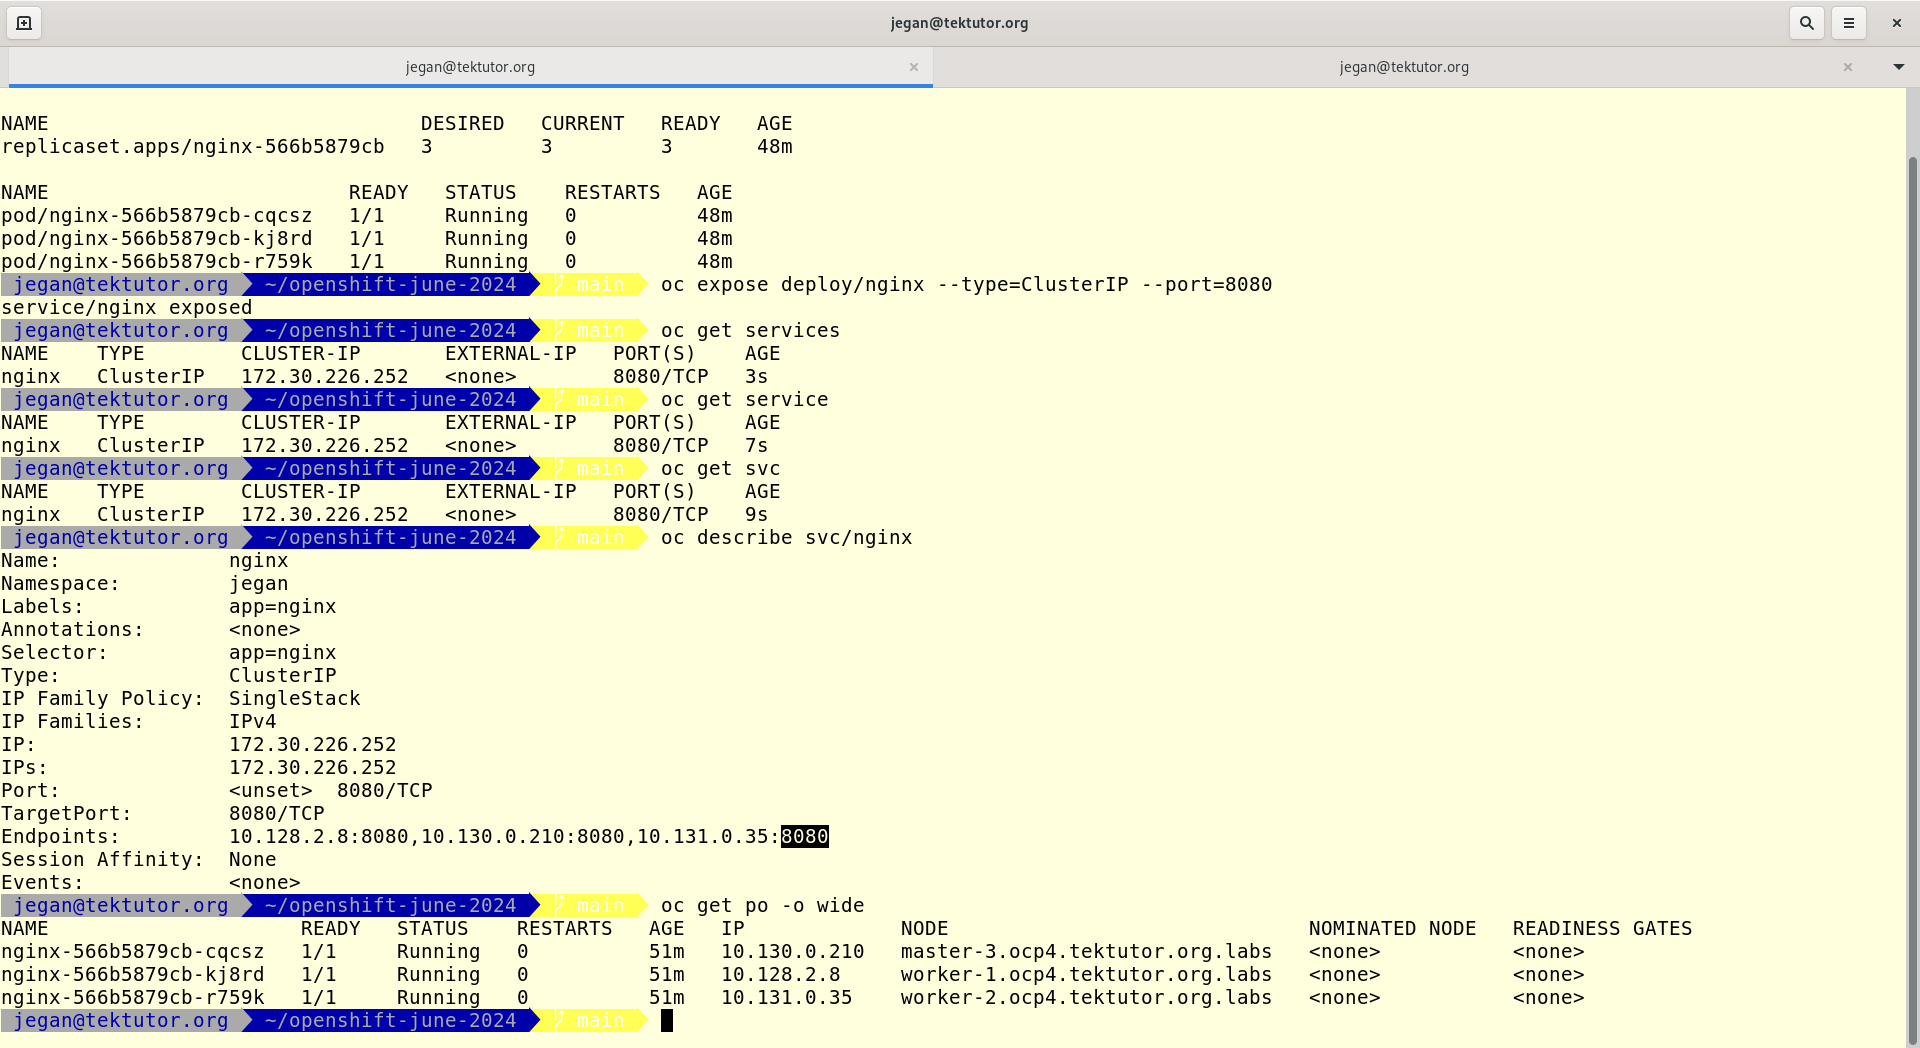 jegan@tektutor.org
jegan@tektutor.org jegan@tektutor.org
NAME DESIRED CURRENT READY AGE
replicaset.apps/nginx-566b5879cb 3 3 3 48m
NAME READY STATUS RESTARTS AGE
pod/nginx-566b5879cb-cqcsz 1/1 Running 0 48m
pod/nginx-566b5879cb-kj8rd 1/1 Running 0 48m
pod/nginx-566b5879cb-r759k 1/1 Running 0 48m
jegan@tektutor.org ~/openshift-june-2024 main oc expose deploy/nginx --type=ClusterIP --port=8080
service/nginx exposed
jegan@tektutor.org ~/openshift-june-2024 main oc get services
NAME TYPE CLUSTER-IP EXTERNAL-IP PORT(S) AGE
nginx ClusterIP 172.30.226.252 <none> 8080/TCP 3s
jegan@tektutor.org ~/openshift-june-2024 main oc get service
NAME TYPE CLUSTER-IP EXTERNAL-IP PORT(S) AGE
nginx ClusterIP 172.30.226.252 <none> 8080/TCP 7s
jegan@tektutor.org ~/openshift-june-2024 main oc get svc
NAME TYPE CLUSTER-IP EXTERNAL-IP PORT(S) AGE
nginx ClusterIP 172.30.226.252 <none> 8080/TCP 9s
jegan@tektutor.org ~/openshift-june-2024 main oc describe svc/nginx
Name: nginx
Namespace: jegan
Labels: app=nginx
Annotations: <none>
Selector: app=nginx
Type: ClusterIP
IP Family Policy: SingleStack
IP Families: IPv4
IP: 172.30.226.252
IPs: 172.30.226.252
Port: <unset> 8080/TCP
TargetPort: 8080/TCP
Endpoints: 10.128.2.8:8080,10.130.0.210:8080,10.131.0.35:8080
Session Affinity: None
Events: <none>
jegan@tektutor.org ~/openshift-june-2024 main oc get po -o wide
NAME READY STATUS RESTARTS AGE IP NODE NOMINATED NODE READINESS GATES
nginx-566b5879cb-cqcsz 1/1 Running 0 51m 10.130.0.210 master-3.ocp4.tektutor.org.labs <none> <none>
nginx-566b5879cb-kj8rd 1/1 Running 0 51m 10.128.2.8 worker-1.ocp4.tektutor.org.labs <none> <none>
nginx-566b5879cb-r759k 1/1 Running 0 51m 10.131.0.35 worker-2.ocp4.tektutor.org.labs <none> <none>
jegan@tektutor.org ~/openshift-june-2024 main